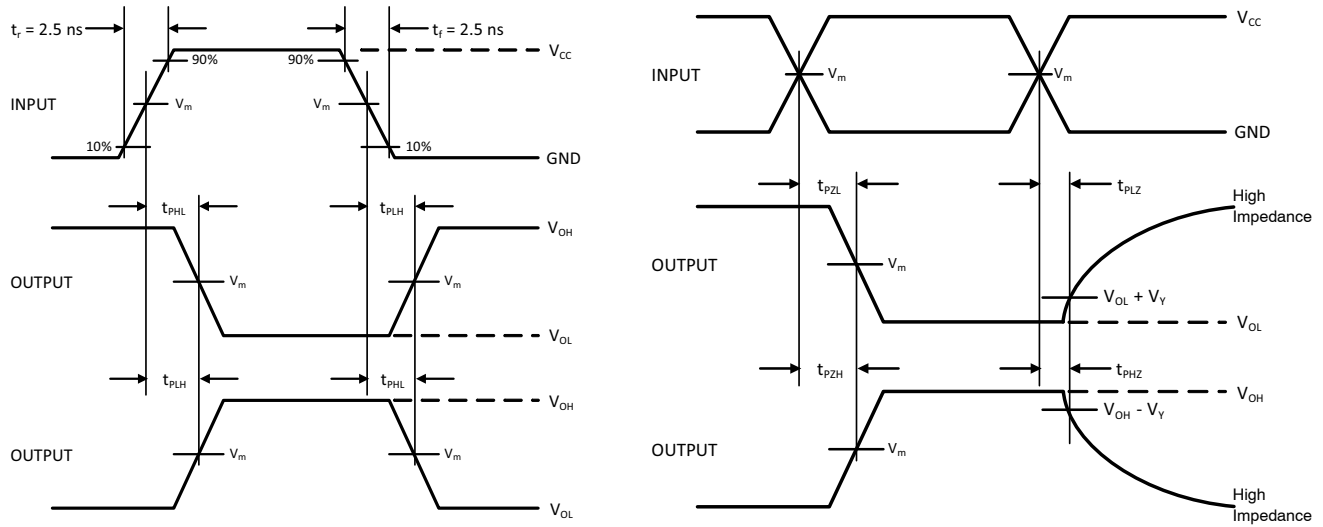 tr = 2.5 ns
tf = 2.5 ns
VCC
90%
90%
INPUT
Vm
Vm
10%
10%
GND
tPHL
tPLH
VOH
OUTPUT
Vm
Vm
VOL
tPLH
tPHL
VOH
OUTPUT
Vm
Vm
VOL
VCC
INPUT
Vm
Vm
GND
tPZL
tPLZ
High
Impedance
OUTPUT
Vm
VOL + VY
VOL
tPZH
tPHZ
VOH
VOH - VY
OUTPUT
Vm
High
Impedance